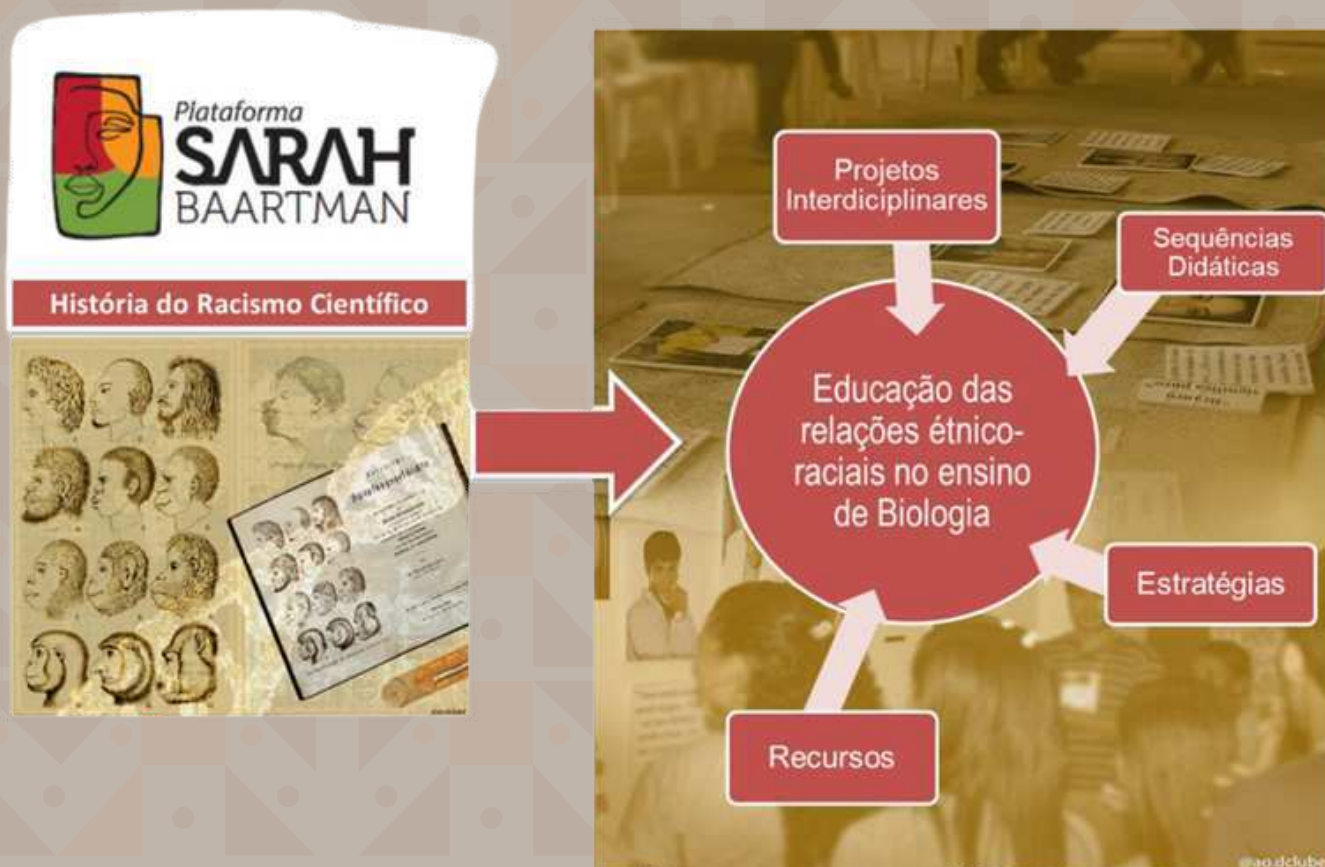 Plataforma
SARAH
BAARTMAN
História do Racismo Científico
Projetos
Interdiciplinares
Sequências
Didáticas
Educação das
relações étnico-
raciais no ensino
de Biologia
Estratégias
Recursos